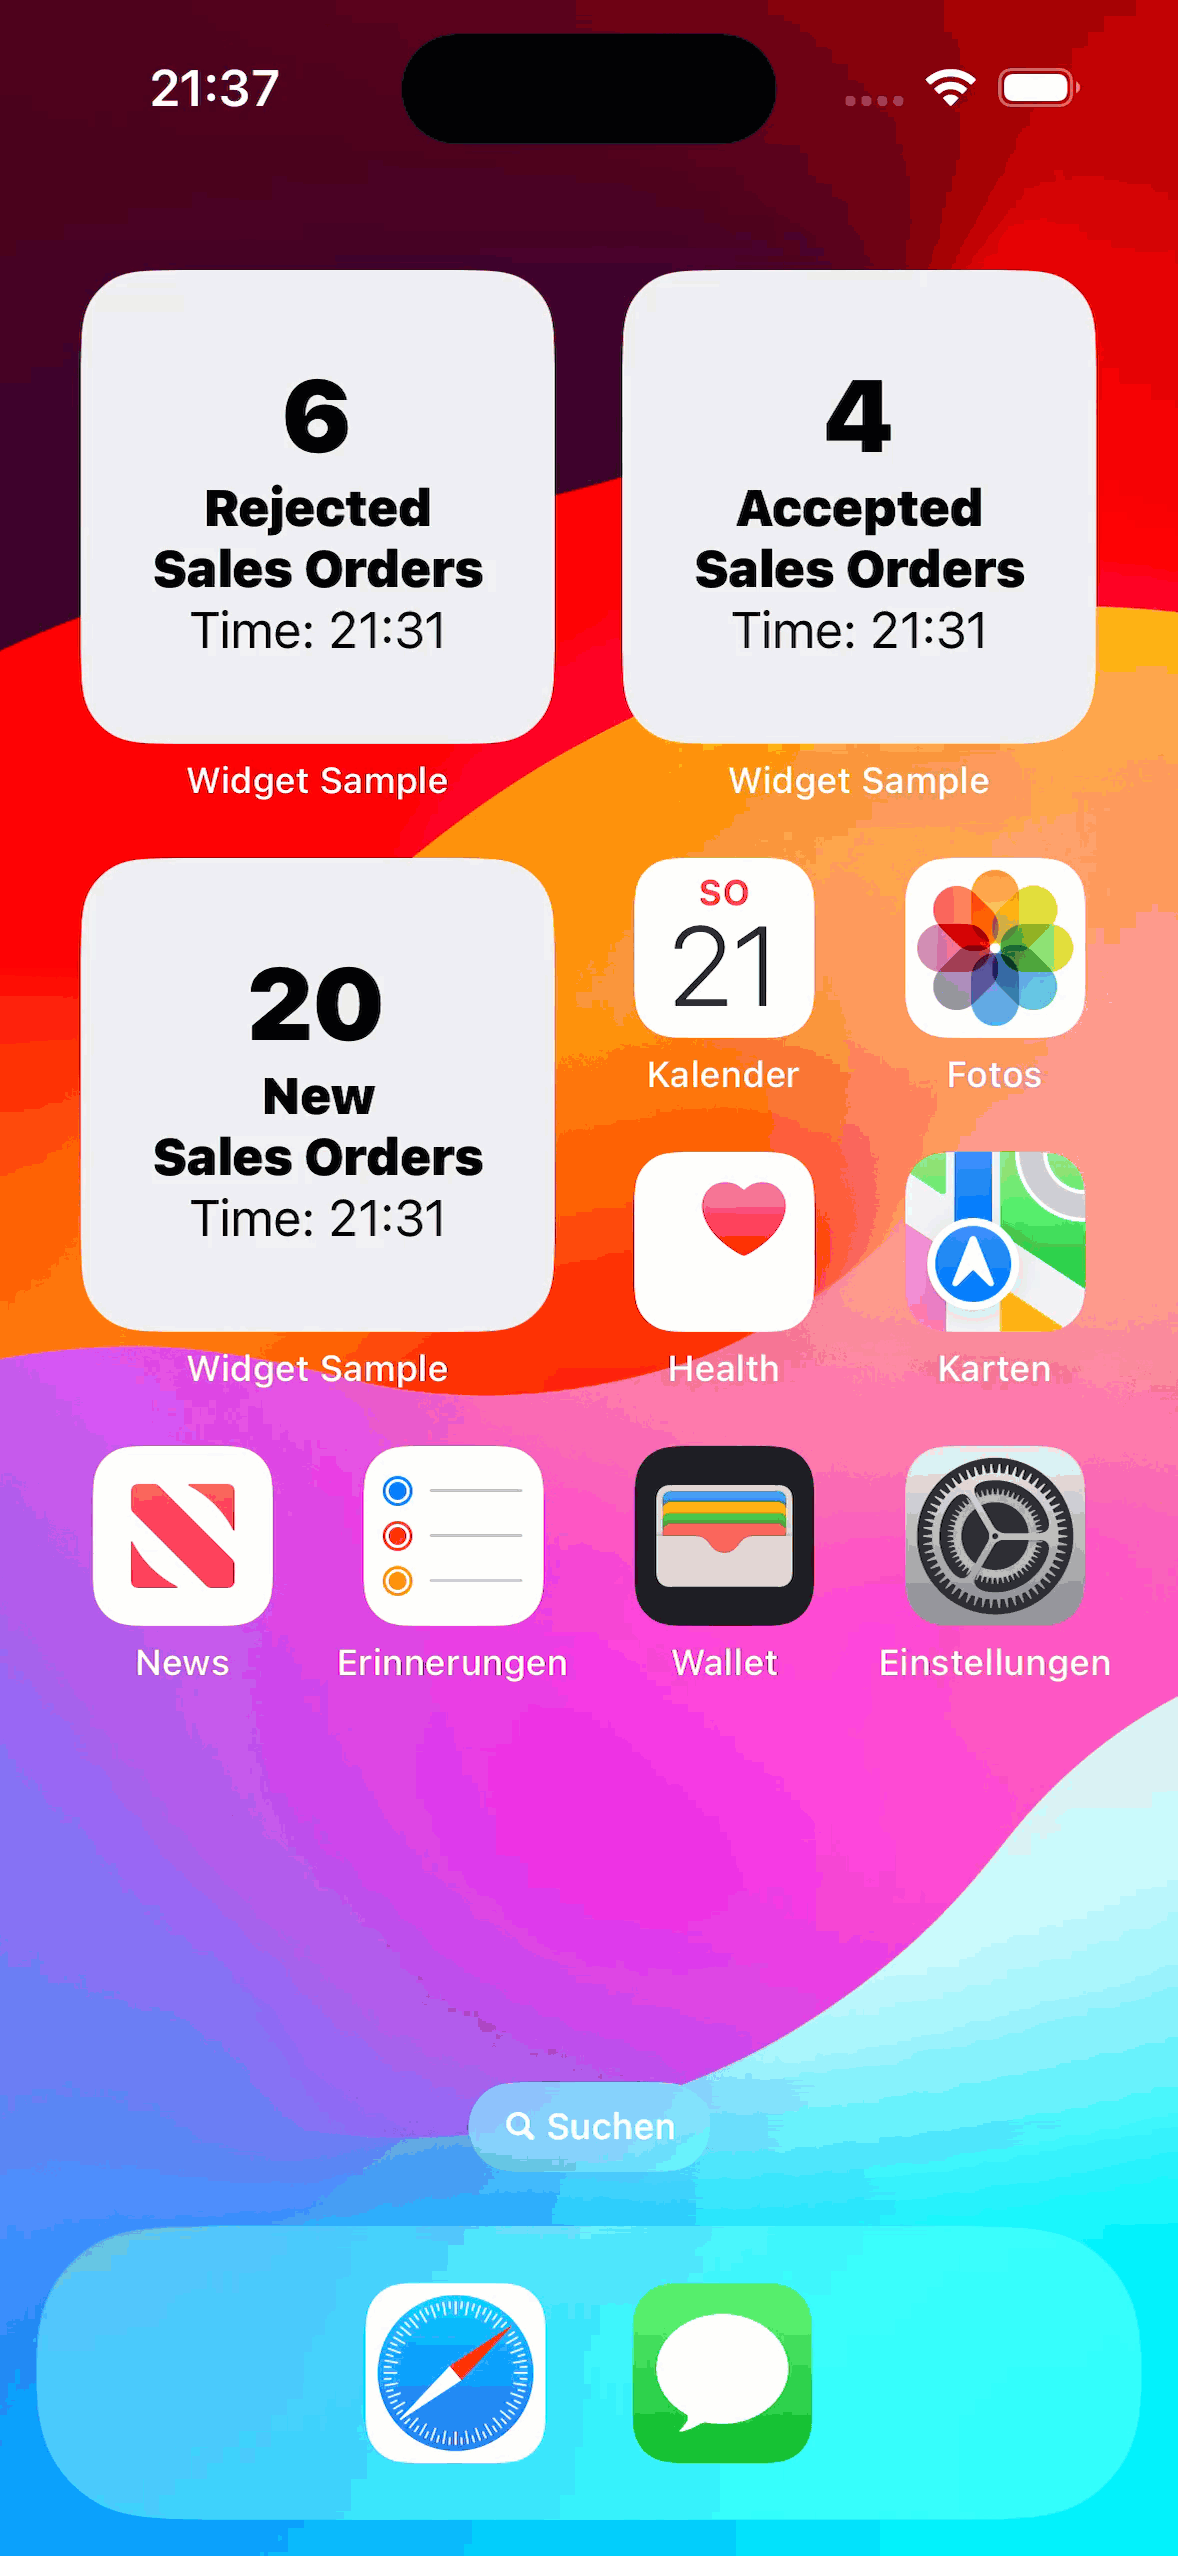 21:37
6
Rejected
Sales Orders
Time: 21:31
Widget Sample
4
Accepted
Sales Orders
Time: 21:31
Widget Sample
20
New
Sales Orders
Time: 21:31
Widget Sample
SO
21
Kalender
Fotos
Health
Karten
News
Erinnerungen
Wallet
Einstellungen
Suchen